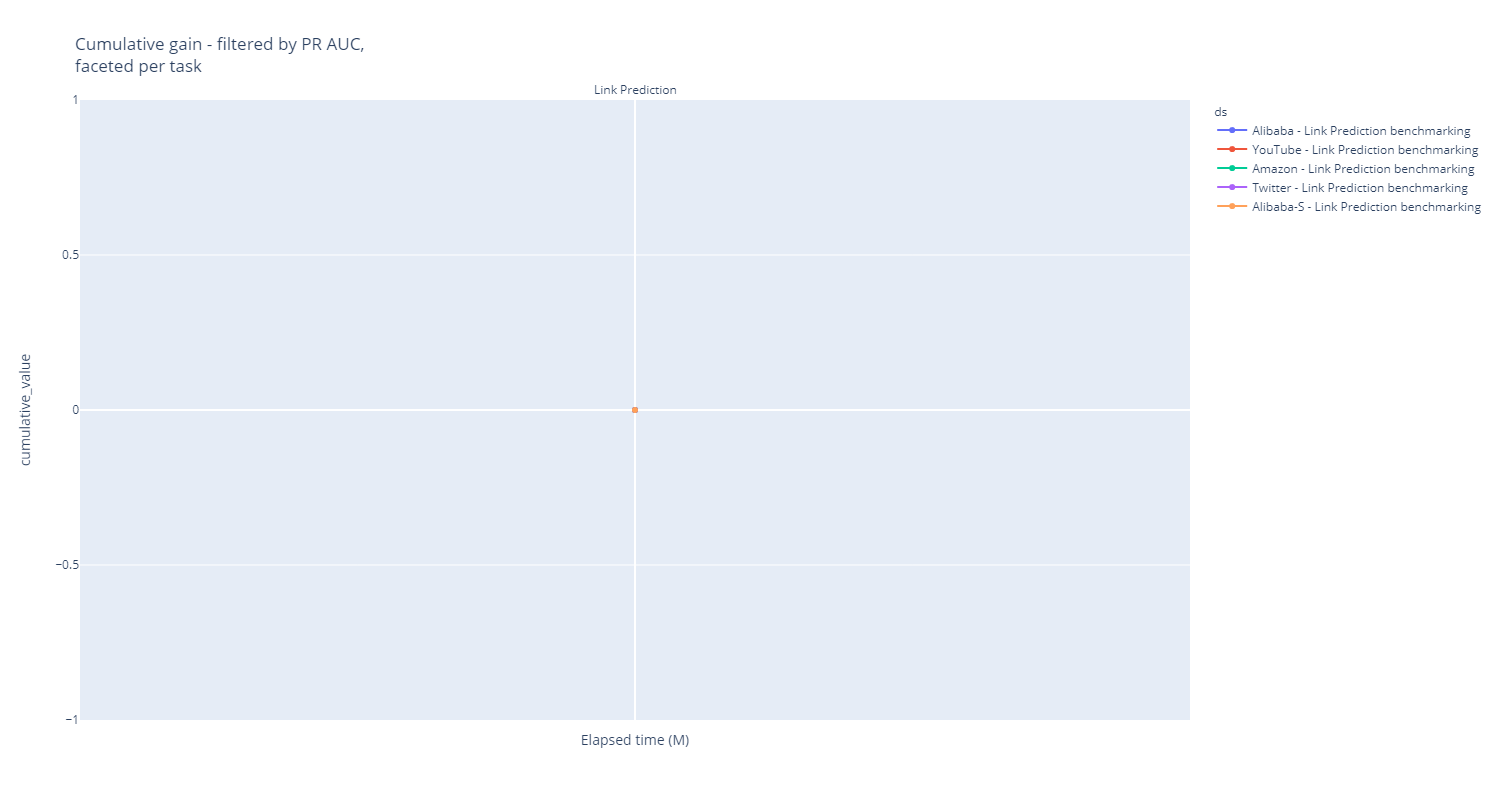 Cumulative gain - filtered by PR AUC,
faceted per task
Link Prediction
1
0.5
0
−0.5
−1
cumulative_value
Elapsed time (M)
ds
Alibaba - Link Prediction benchmarking
YouTube - Link Prediction benchmarking
Amazon - Link Prediction benchmarking
Twitter - Link Prediction benchmarking
Alibaba-S - Link Prediction benchmarking